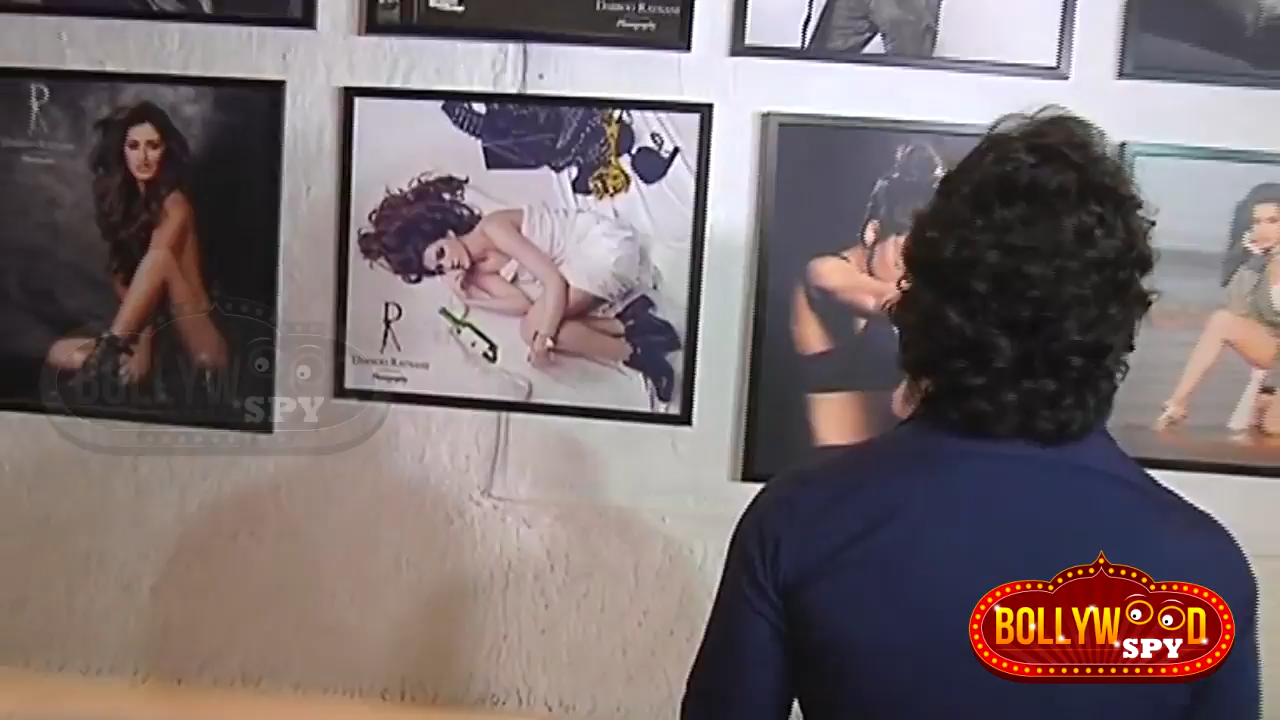 DABBOO RATNANI
Photography
R
R
DABBOO RATNANI
Photography
BOLLYWOOD
SPY
BOLLYWOOD
SPY